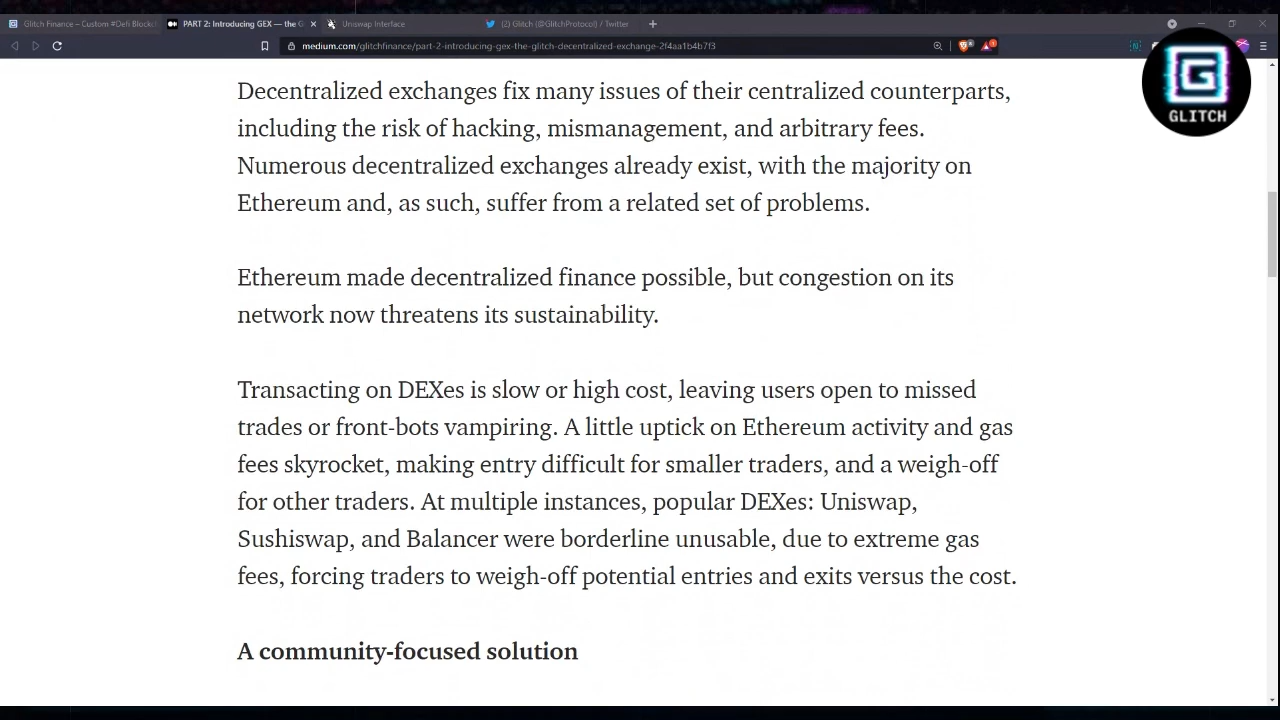 Glitch Finance – Custom #Defi Blockch
PART 2: Introducing GEX — the G
Uniswap Interface
(2) Glitch (@GlitchProtocol) / Twitter
medium.com/glitchfinance/part-2-introducing-gex-the-glitch-decentralized-exchange-2f4aa1b4b7f3
GLITCH
Decentralized exchanges fix many issues of their centralized counterparts,
including the risk of hacking, mismanagement, and arbitrary fees.
Numerous decentralized exchanges already exist, with the majority on
Ethereum and, as such, suffer from a related set of problems.
Ethereum made decentralized finance possible, but congestion on its
network now threatens its sustainability.
Transacting on DEXes is slow or high cost, leaving users open to missed
trades or front-bots vampiring. A little uptick on Ethereum activity and gas
fees skyrocket, making entry difficult for smaller traders, and a weigh-off
for other traders. At multiple instances, popular DEXes: Uniswap,
Sushiswap, and Balancer were borderline unusable, due to extreme gas
fees, forcing traders to weigh-off potential entries and exits versus the cost.
A community-focused solution